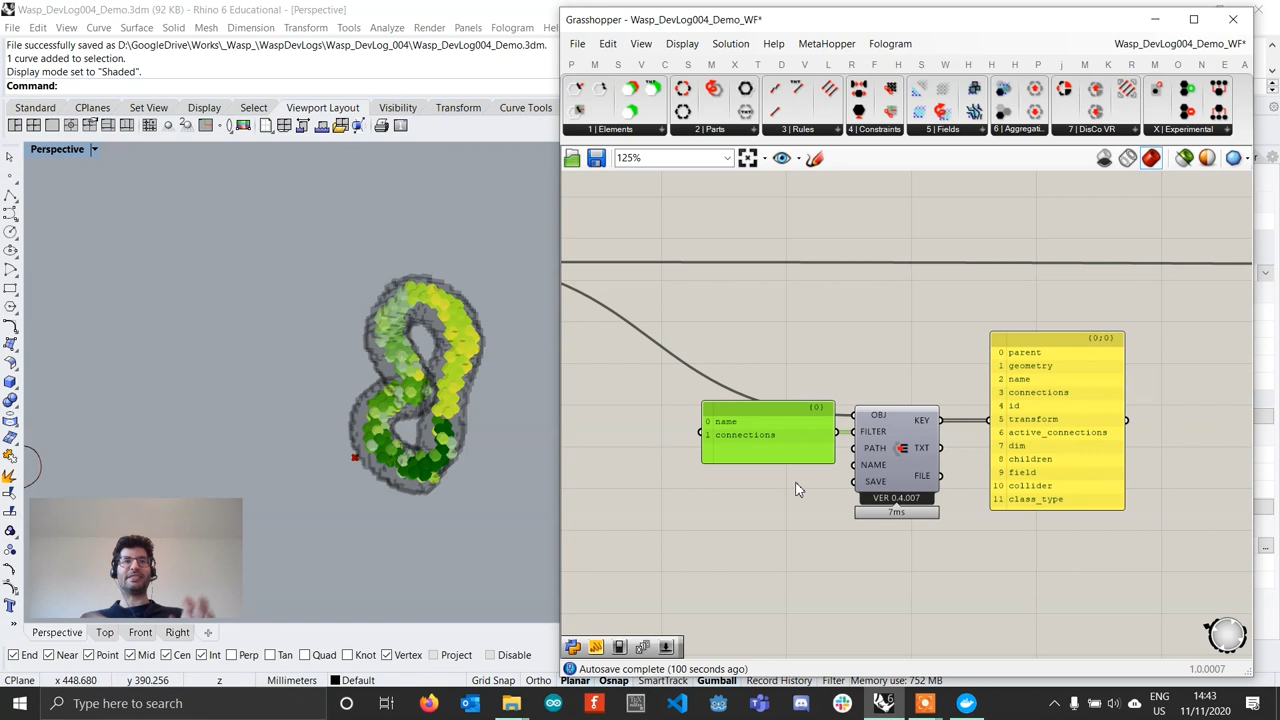 Wasp_DevLog004_Demo.3dm (92 KB) - Rhino 6 Educational - [Perspective]
File Edit View Curve Surface Solid Mesh Dimension Transform Tools Analyze Render Panels Fologram
File successfully saved as D:\GoogleDrive\Works\_Wasp_\WaspDevLogs\WaspDevLog_004\WaspDevLog004_Demo.3dm.
1 curve added to selection.
Display mode set to "Shaded".
Command:
Standard CPlanes Set View Display Select Viewport Layout Visibility Transform Curve Tools
Perspective
Grasshopper - Wasp_DevLog004_Demo_WF*
File Edit View Display Solution Help MetaHopper Fologram Wasp_DevLog004_Demo_WF*
P M S V L S M X T D V L R F A S N W H H P j M K R V N E A
1 | Elements 2 | Parts 3 | Rules 4 | Constraints 5 | Fields 6 | Aggregati... 7 | DisCo VR X | Experimental
125%
{0}
0 name
1 connections
OBJ
FILTER
PATH
NAME
SAVE
KEY
TXT
FILE
VER 0.4.007
7ms
{0;0}
0 parent
1 geometry
2 name
3 connections
4 id
5 transform
6 active_connections
7 dim
8 children
9 field
10 collider
11 class_type
Autosave complete (100 seconds ago) 1.0.0007
Perspective Top Front Right
End Near Point Mid Cen Int Perp Tan Quad Knot Vertex Project Disable
CPlane x 448.680 y 390.256 z Millimeters Default Grid Snap Ortho Planar Osnap SmartTrack Gumball Record History Filter Memory use: 752 MB
Type here to search
ENG
US
14:43
11/11/2020